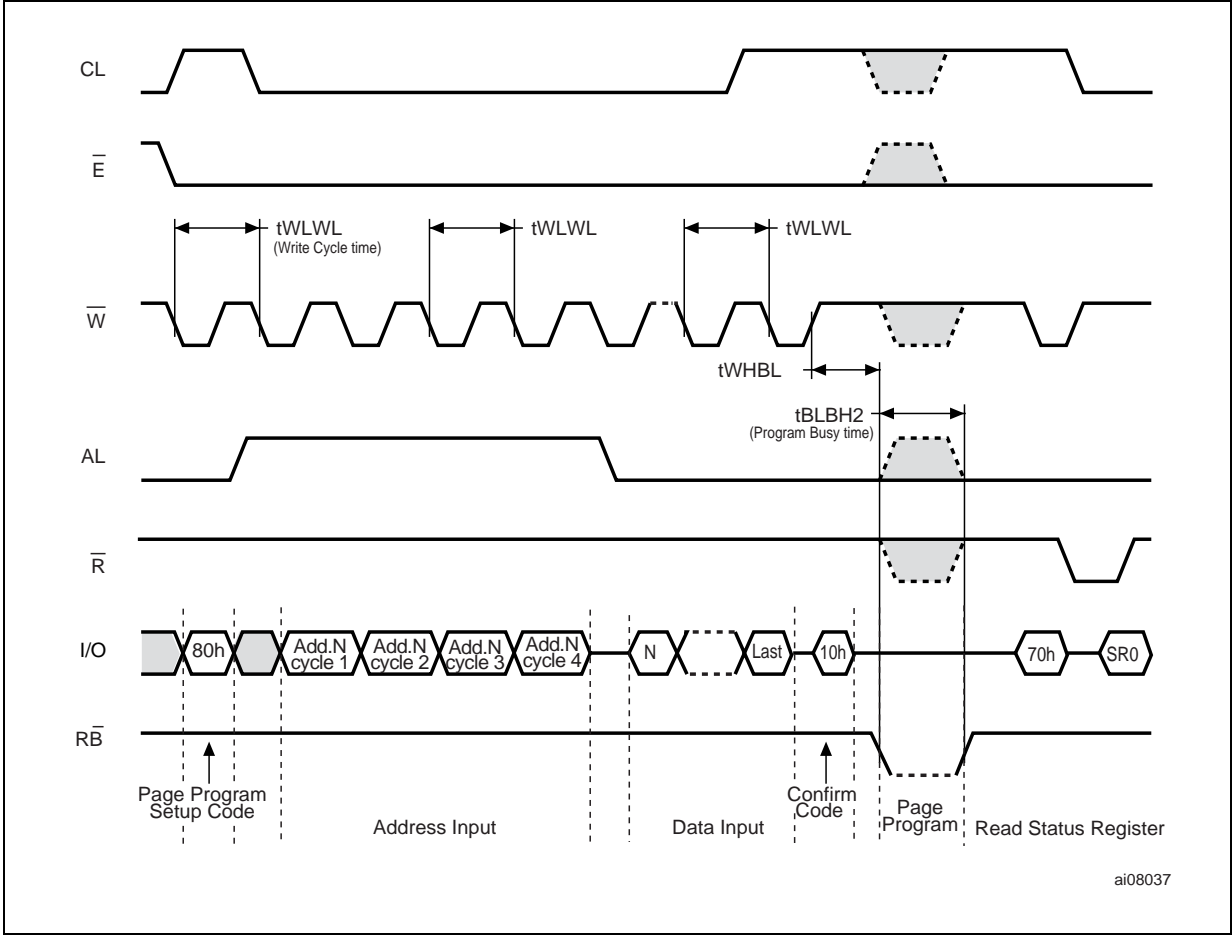 CL
E̅
tWLWL
(Write Cycle time)
tWLWL
tWLWL
W̅
tWHBL
tBLBH2
(Program Busy time)
AL
R̅
I/O
80h
Add.N
cycle 1
Add.N
cycle 2
Add.N
cycle 3
Add.N
cycle 4
N
Last
10h
70h
SR0
RB̅
Page Program
Setup Code
Address Input
Data Input
Confirm
Code
Page
Program
Read Status Register
ai08037